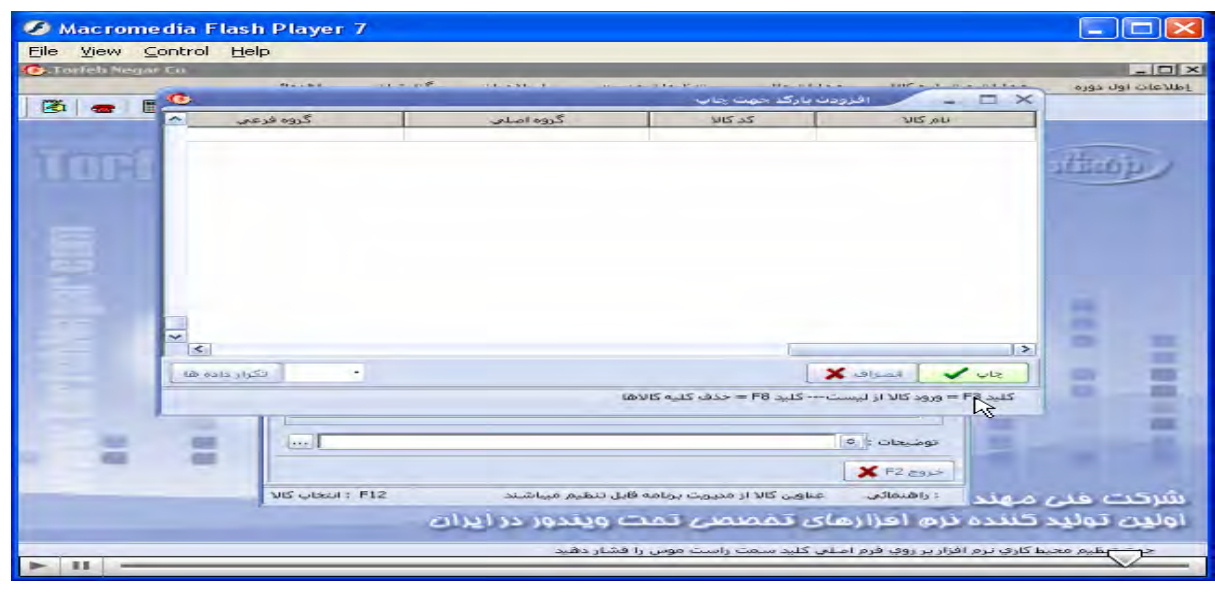 Macromedia Flash Player 7
File View Control Help
Torfeh Negar Co.
اطلاعات اول دوره
افزودن بارکد جهت چاپ
نام کالا کد کالا گروه اصلی گروه فرعی
چاپ انصراف تکرار داده ها
= ورود کالا از لیست--- کلید F8 = حذف کلیه کالاها
توضیحات :
خروج F2
راهنمائی : عناوین کالا از مدیریت برنامه قابل تنظیم میباشند F12 : انتخاب کالا
شرکت فنی مهند
اولین تولید کننده نرم افزارهای تخصصی تحت ویندوز در ایران
محیط کاری نرم افزار بر روی فرم اصلی کلید سمت راست موس را فشار دهید